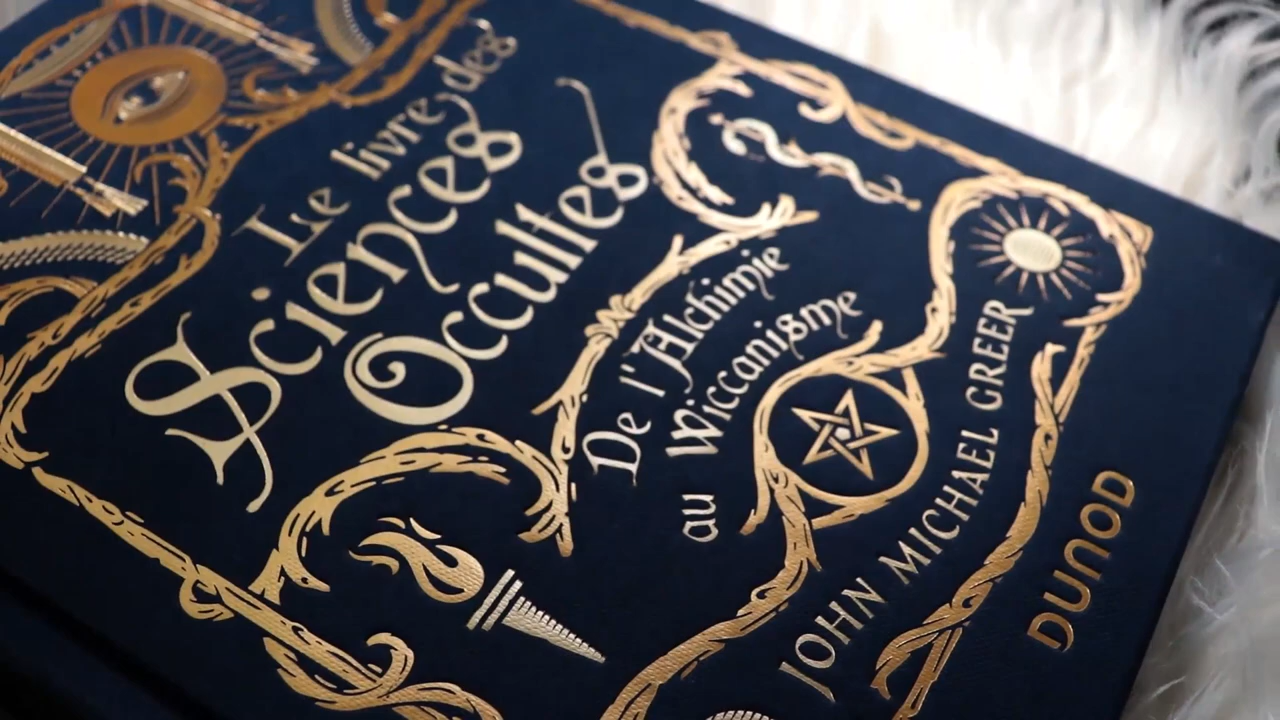 Le livre des
Sciences
Occultes
De l'Alchimie
au Wiccanisme
JOHN MICHAEL GREER
DUNOD